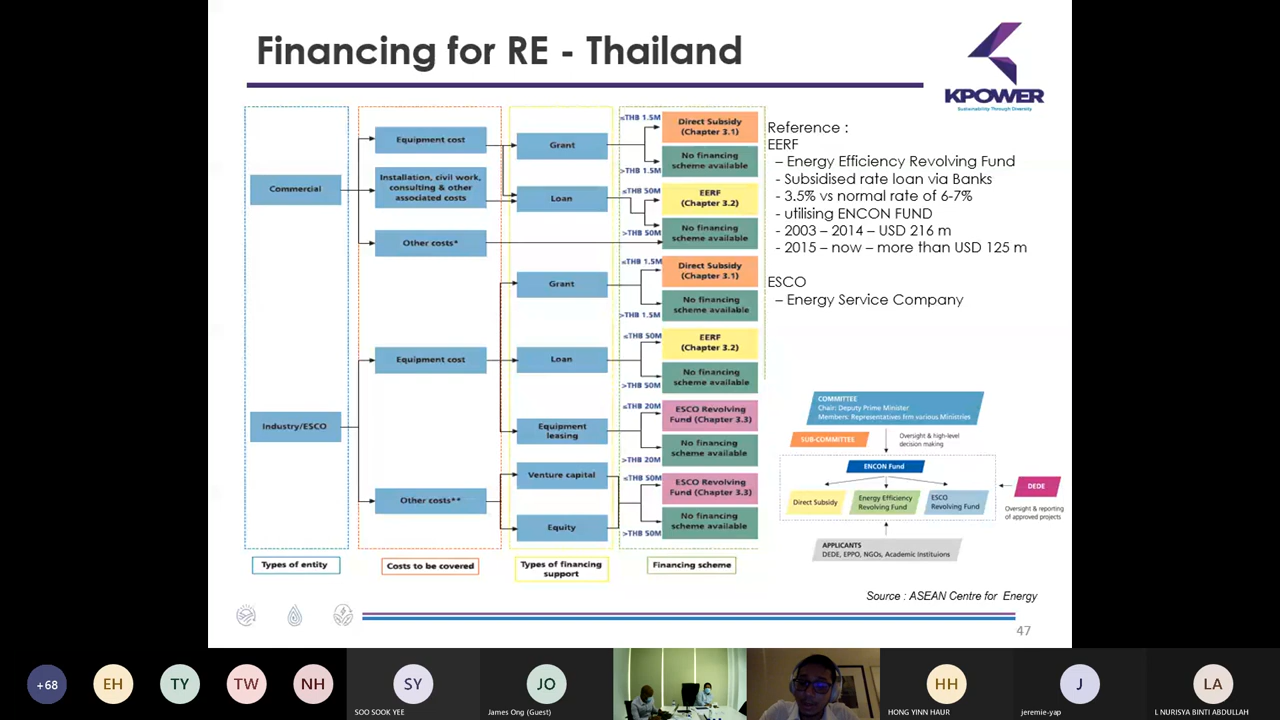 Financing for RE - Thailand
KPOWER
Sustainability Through Diversity
Commercial
Industry/ESCO
Types of entity
Equipment cost
Installation, civil work,
consulting & other
associated costs
Other costs*
Equipment cost
Other costs**
Costs to be covered
Grant
Loan
Grant
Loan
Equipment
leasing
Venture capital
Equity
Types of financing
support
≤THB 1.5M
Direct Subsidy
(Chapter 3.1)
No financing
scheme available
>THB 1.5M
≤THB 50M
EERF
(Chapter 3.2)
No financing
scheme available
>THB 50M
≤THB 1.5M
Direct Subsidy
(Chapter 3.1)
No financing
scheme available
>THB 1.5M
≤THB 50M
EERF
(Chapter 3.2)
No financing
scheme available
>THB 50M
≤THB 20M
ESCO Revolving
Fund (Chapter 3.3)
No financing
scheme available
>THB 20M
≤THB 50M
ESCO Revolving
Fund (Chapter 3.3)
No financing
scheme available
>THB 50M
Financing scheme
Reference :
EERF
– Energy Efficiency Revolving Fund
- Subsidised rate loan via Banks
- 3.5% vs normal rate of 6-7%
- utilising ENCON FUND
- 2003 – 2014 – USD 216 m
- 2015 – now – more than USD 125 m
ESCO
– Energy Service Company
COMMITTEE
Chair: Deputy Prime Minister
Members: Representatives frm various Ministries
SUB-COMMITTEE
Oversight & high-level
decision making
ENCON Fund
Direct Subsidy
Energy Efficiency
Revolving Fund
ESCO
Revolving Fund
DEDE
Oversight & reporting
of approved projects
APPLICANTS
DEDE, EPPO, NGOs, Academic Instituions
Source : ASEAN Centre for Energy
47
+68
EH
TY
TW
NH
SY
SOO SOOK YEE
JO
James Ong (Guest)
HH
HONG YINN HAUR
J
jeremie-yap
LA
L NURISYA BINTI ABDULLAH